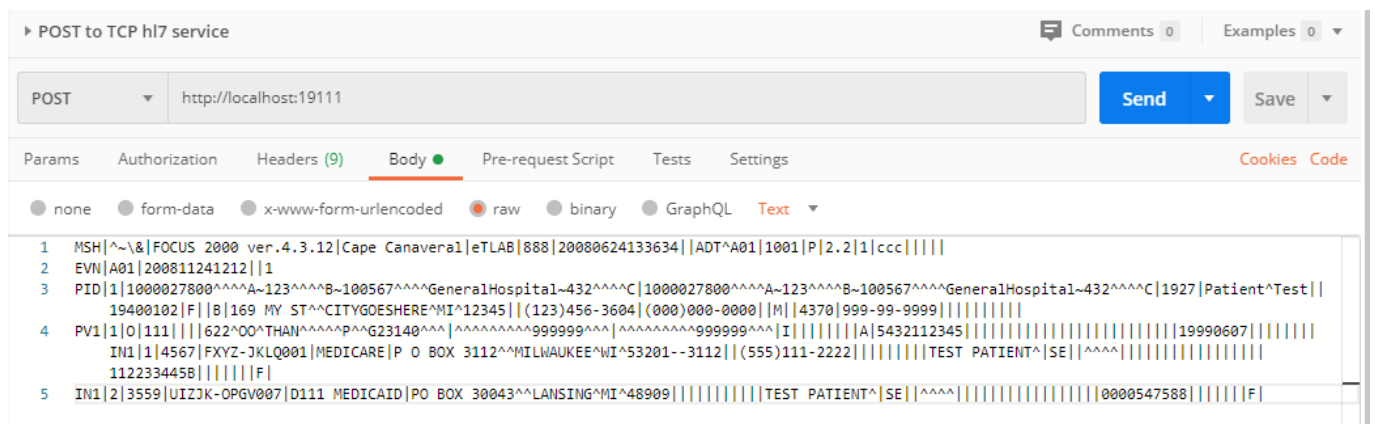 POST to TCP hl7 service Comments 0 Examples 0
POST http://localhost:19111 Send Save
Params Authorization Headers (9) Body Pre-request Script Tests Settings Cookies Code
none form-data x-www-form-urlencoded raw binary GraphQL Text
1 MSH|^~\&|FOCUS 2000 ver.4.3.12|Cape Canaveral|eTLAB|888|20080624133634||ADT^A01|1001|P|2.2|1|ccc|||||
2 EVN|A01|200811241212||1
3 PID|1|1000027800^^^^A~123^^^^B~100567^^^^GeneralHospital~432^^^^C|1000027800^^^^A~123^^^^B~100567^^^^GeneralHospital~432^^^^C|1927|Patient^Test||
19400102|F||B|169 MY ST^^CITYGOESHERE^MI^12345||(123)456-3604|(000)000-0000||M||4370|999-99-9999||||||||||
4 PV1|1|O|111||||622^OO^THAN^^^^^P^^G23140^^^|^^^^^^^^^999999^^^|^^^^^^^^^999999^^^|I||||||||A|5432112345||||||||||||||||||||||||||19990607||||||||
IN1|1|4567|FXYZ-JKLQ001|MEDICARE|P O BOX 3112^^MILWAUKEE^WI^53201--3112||(555)111-2222|||||||||TEST PATIENT^|SE||^^^^||||||||||||||||||
112233445B|||||||F|
5 IN1|2|3559|UIZJK-OPGV007|D111 MEDICAID|PO BOX 30043^^LANSING^MI^48909|||||||||||TEST PATIENT^|SE||^^^^||||||||||||||||||0000547588|||||||F|